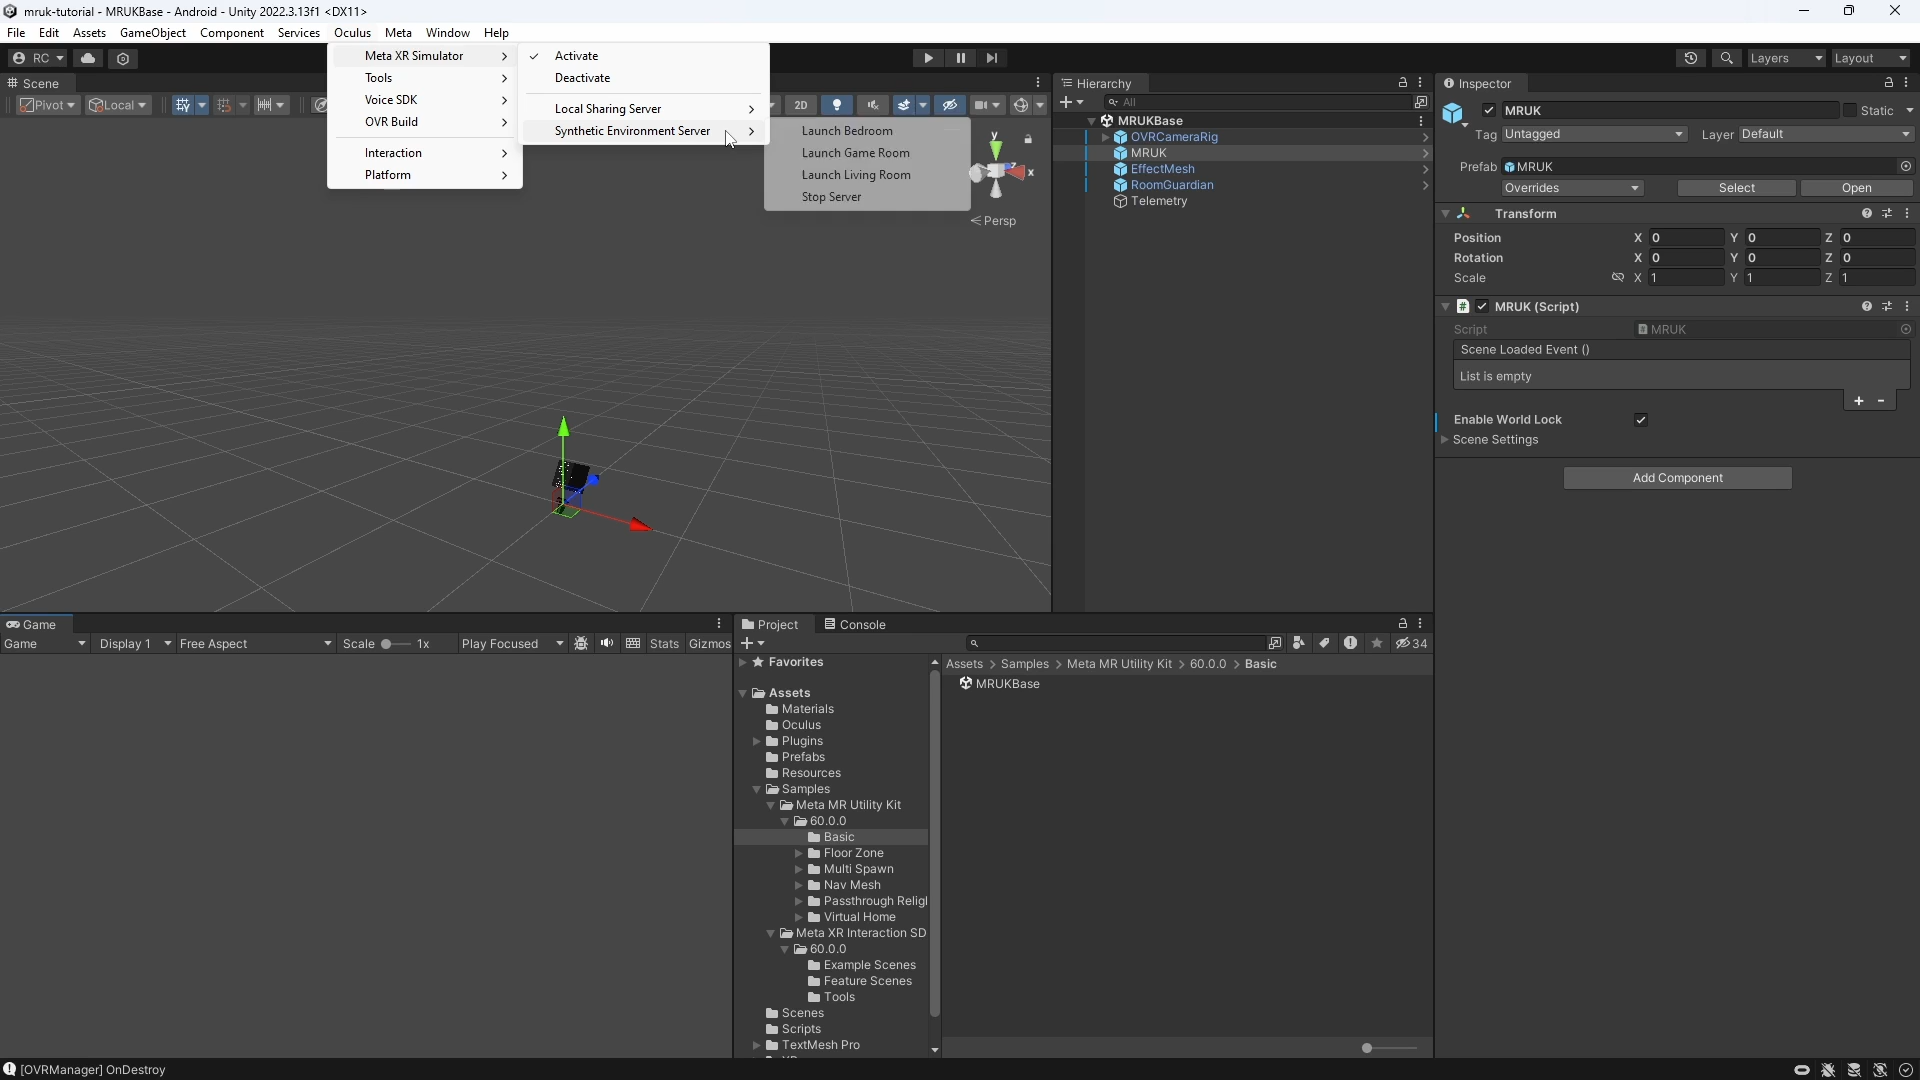 mruk-tutorial - MRUKBase - Android - Unity 2022.3.13f1 <DX11>
File Edit Assets GameObject Component Services Oculus Meta Window Help
RC
Layers Layout
Meta XR Simulator
Tools
Voice SDK
OVR Build
Interaction
Platform
Activate
Deactivate
Local Sharing Server
Synthetic Environment Server
Launch Bedroom
Launch Game Room
Launch Living Room
Stop Server
Scene
Pivot Local
2D
y
x
Persp
Hierarchy
All
MRUKBase
OVRCameraRig
MRUK
EffectMesh
RoomGuardian
Telemetry
Inspector
MRUK Static
Tag Untagged Layer Default
Prefab MRUK
Overrides Select Open
Transform
Position X 0 Y 0 Z 0
Rotation X 0 Y 0 Z 0
Scale X 1 Y 1 Z 1
# MRUK (Script)
Script MRUK
Scene Loaded Event ()
List is empty
+ -
Enable World Lock
Scene Settings
Add Component
Game
Game Display 1 Free Aspect Scale 1x Play Focused Stats Gizmos
Project Console
34
Favorites
Assets
Materials
Oculus
Plugins
Prefabs
Resources
Samples
Meta MR Utility Kit
60.0.0
Basic
Floor Zone
Multi Spawn
Nav Mesh
Passthrough Religl
Virtual Home
Meta XR Interaction SD
60.0.0
Example Scenes
Feature Scenes
Tools
Scenes
Scripts
TextMesh Pro
Assets > Samples > Meta MR Utility Kit > 60.0.0 > Basic
MRUKBase
[OVRManager] OnDestroy